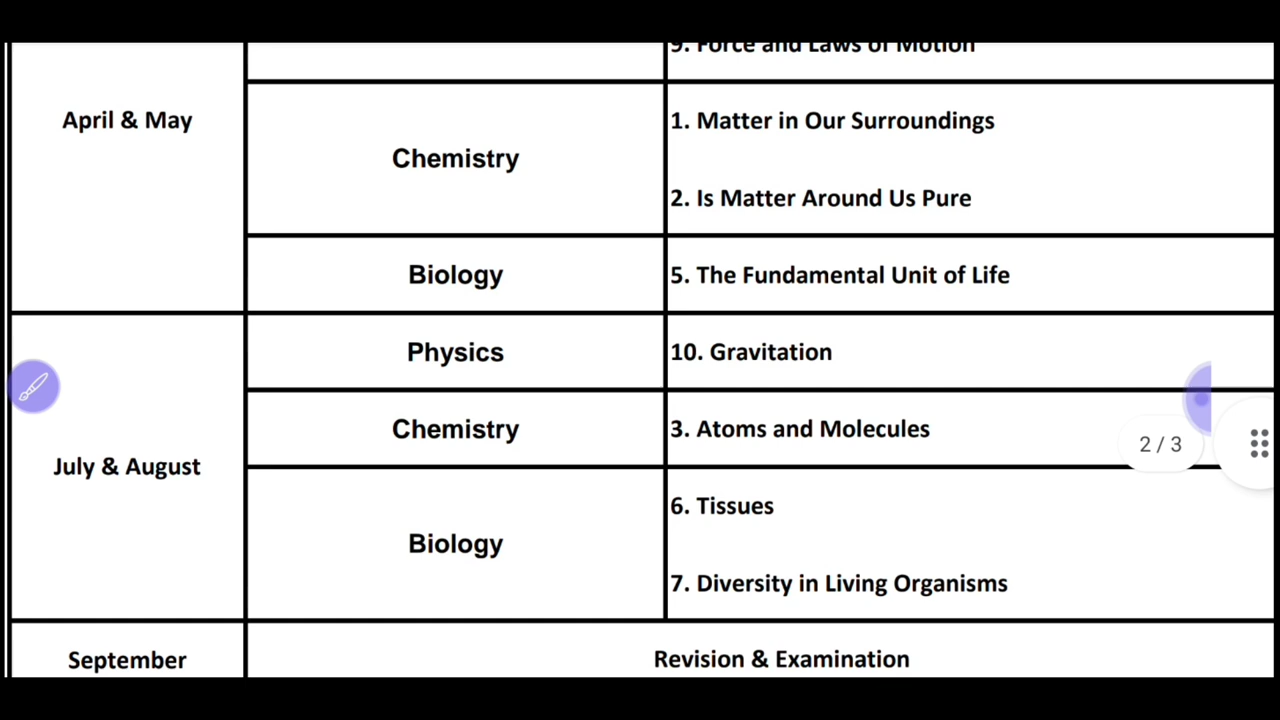 9. Force and Laws of Motion
April & May
Chemistry
1. Matter in Our Surroundings
2. Is Matter Around Us Pure
Biology
5. The Fundamental Unit of Life
July & August
Physics
10. Gravitation
Chemistry
3. Atoms and Molecules
2 / 3
Biology
6. Tissues
7. Diversity in Living Organisms
September
Revision & Examination